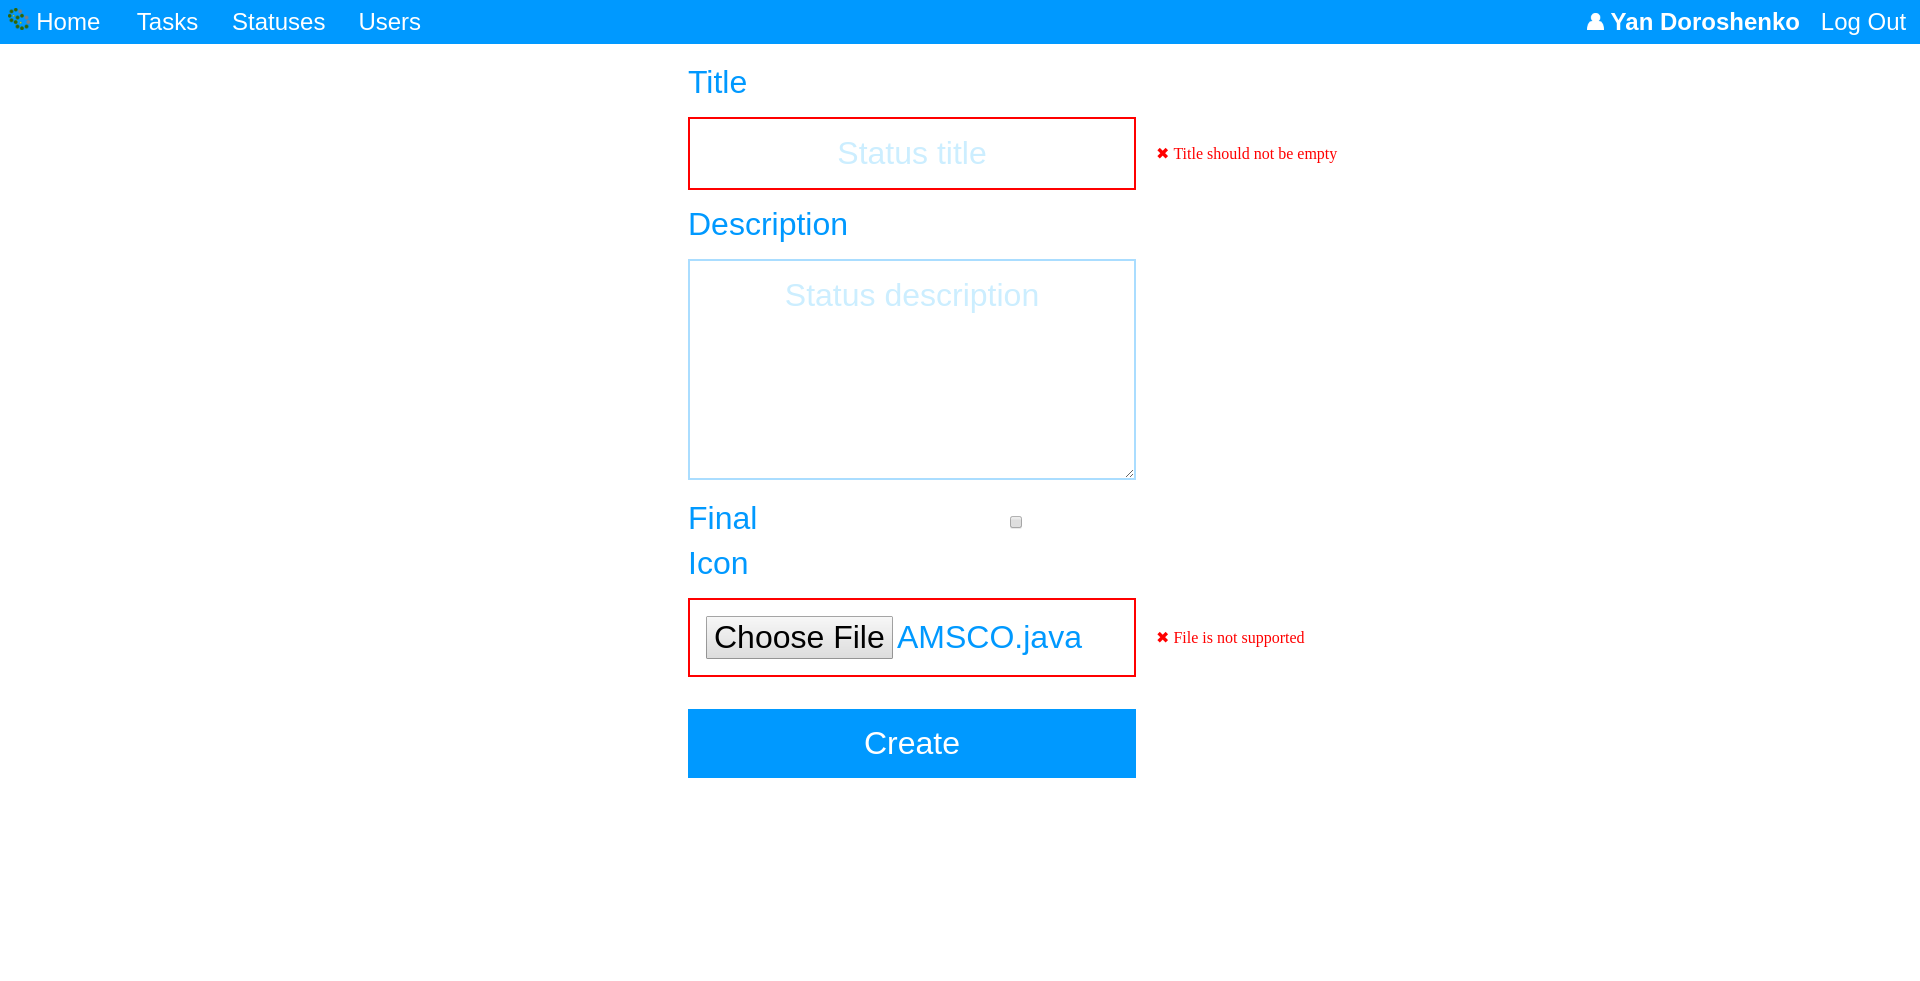 Home Tasks Statuses Users Yan Doroshenko Log Out
Title
Status title ✖ Title should not be empty
Description
Status description
Final
Icon
Choose File AMSCO.java ✖ File is not supported
Create